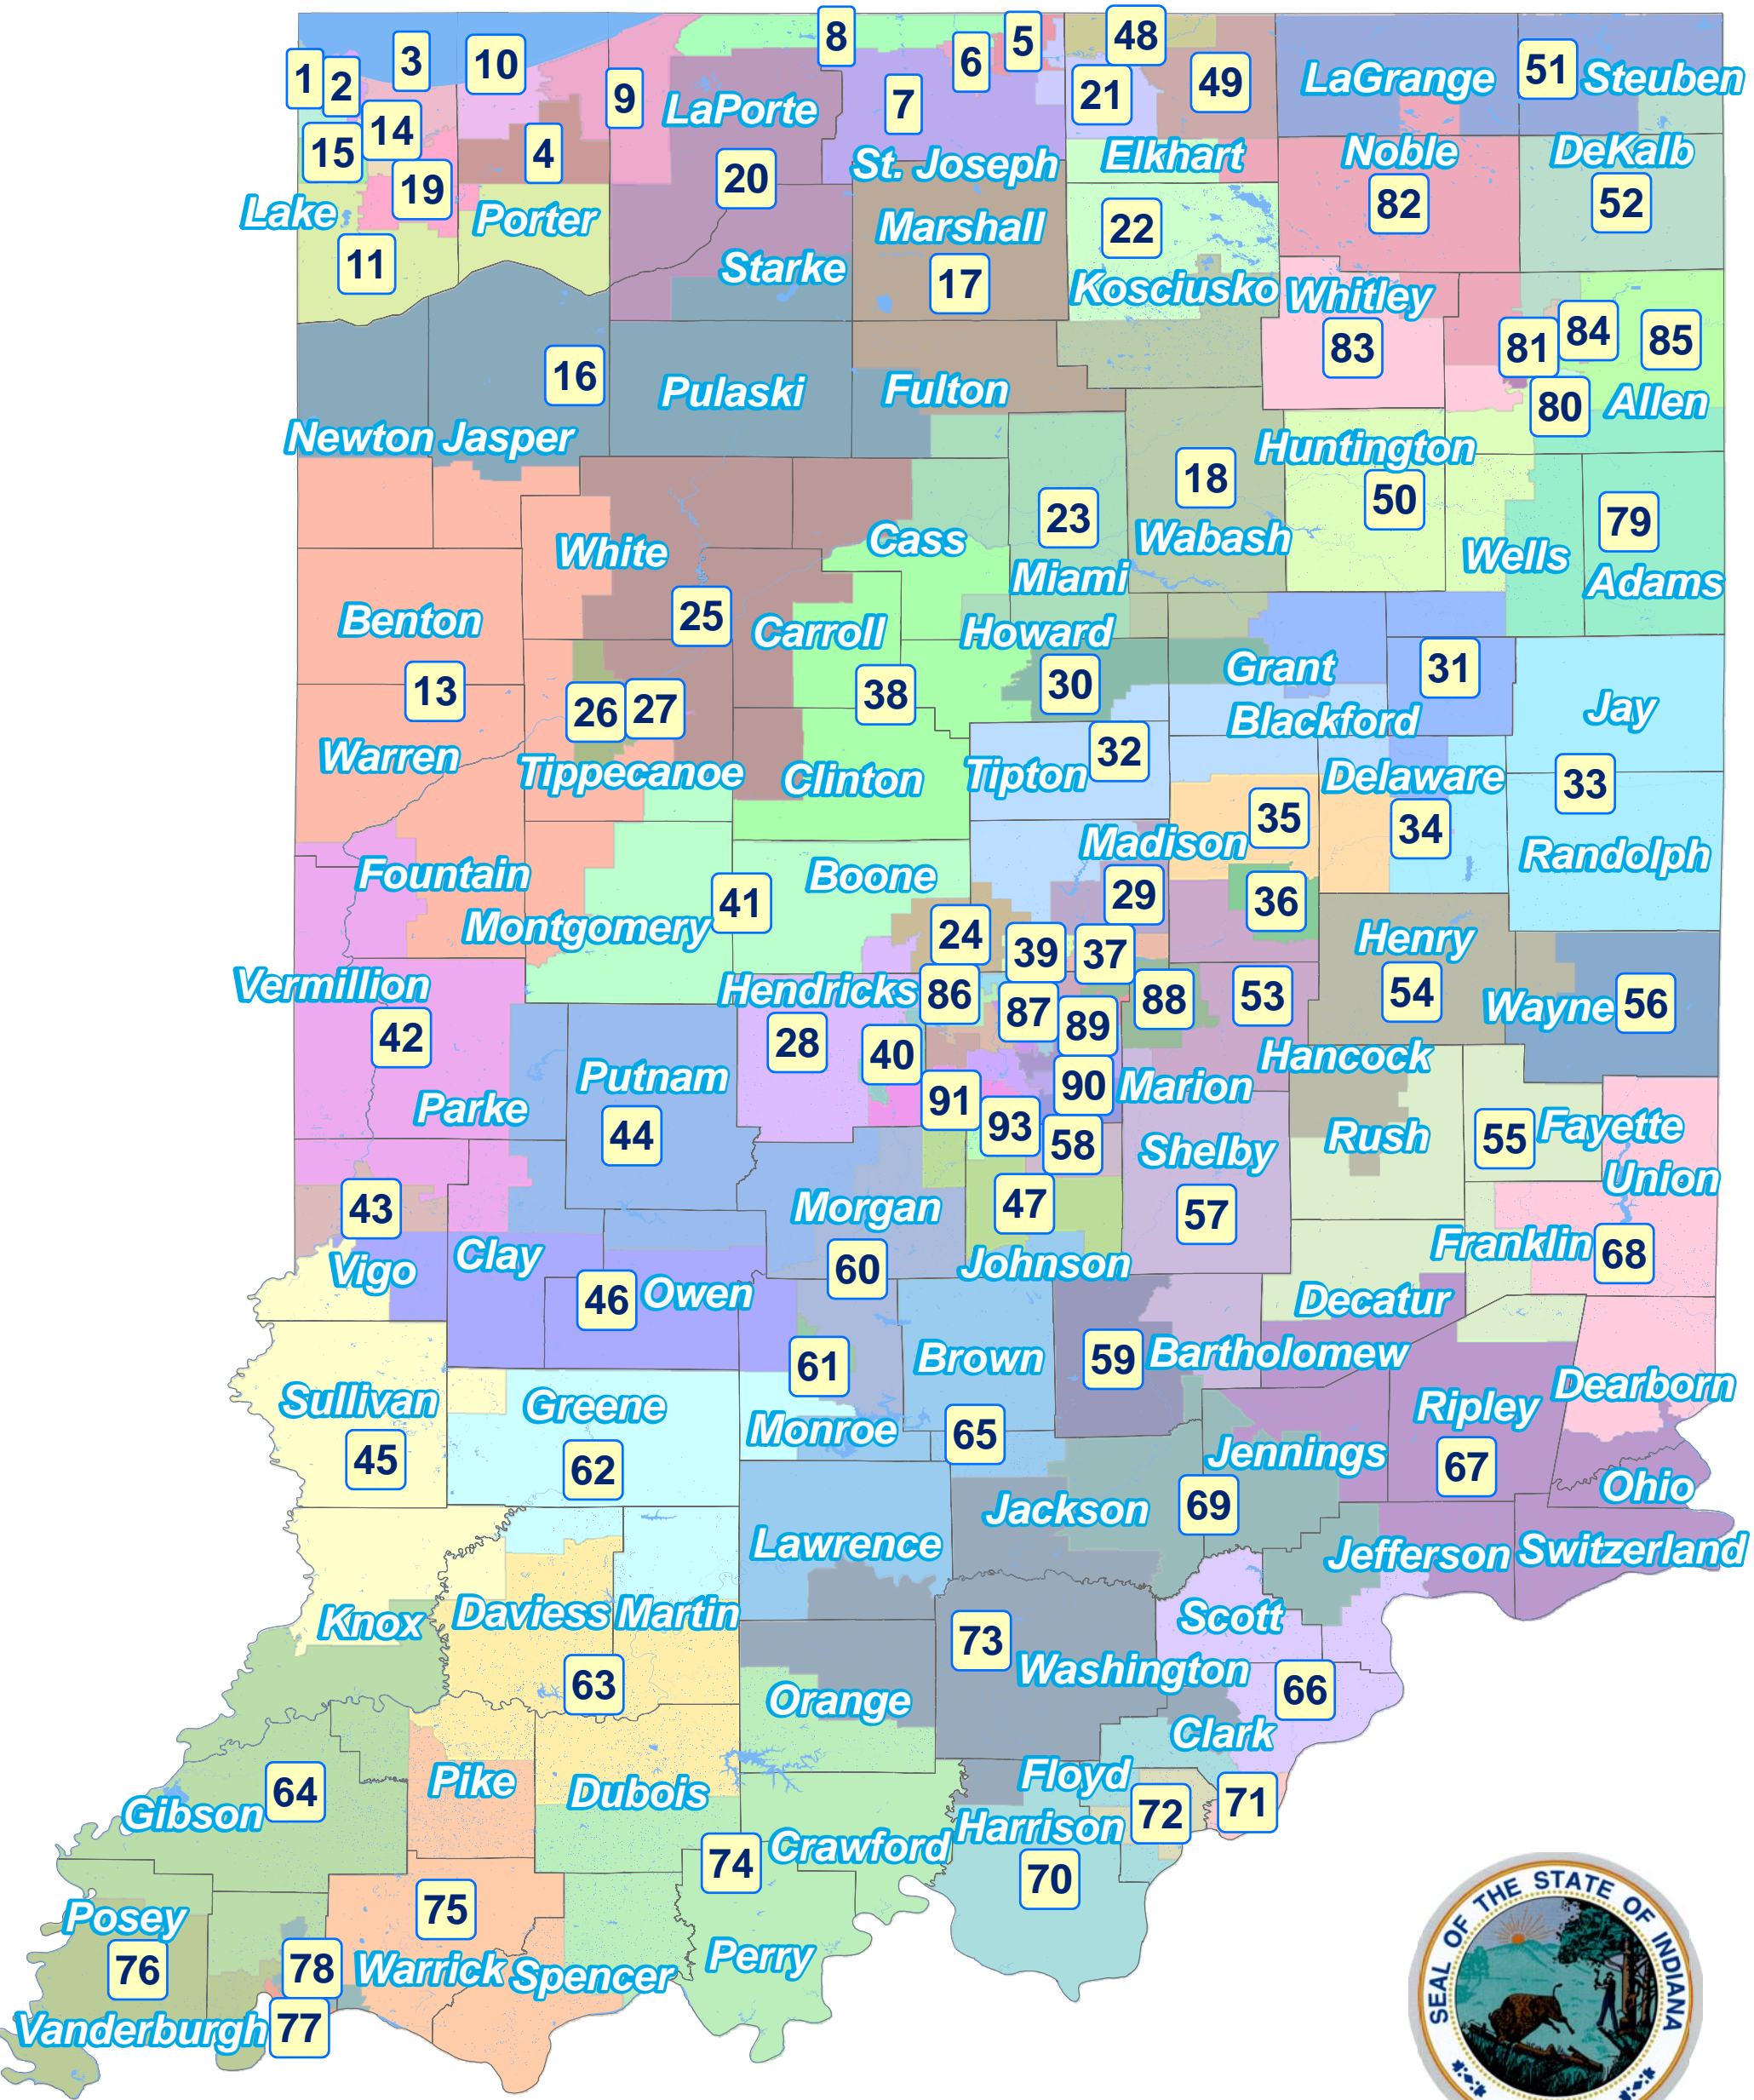 8 5 48
3 10 6
1 2 9 LaPorte 7 21 49 LaGrange 51 Steuben
14
15 4 St. Joseph Elkhart Noble DeKalb
19 20 82 52
Lake Porter Marshall 22
11 Starke 17 Kosciusko Whitley
83 81 84 85
16 Pulaski Fulton 80 Allen
Newton Jasper Huntington
18 50
23 79
White Cass Wabash Wells
Miami Adams
Benton 25 Carroll Howard
13 38 30 Grant 31
26 27 Blackford Jay
Warren Tippecanoe Clinton Tipton 32 Delaware 33
35 34
Madison Randolph
Fountain Boone
41 29 36
Montgomery 24 39 37 Henry
Vermillion Hendricks 86 88 53 54 Wayne 56
87 89
42 28 40 Hancock
Putnam 90 Marion
Parke 91
44 93 58 Shelby Rush 55 Fayette
Union
43 Morgan 47 57
Vigo Clay 60 Johnson Franklin 68
46 Owen Decatur
61 Brown 59 Bartholomew
Sullivan Greene Ripley Dearborn
Monroe 65
45 62 Jennings 67
Ohio
Jackson 69
Lawrence Jefferson Switzerland
Knox Daviess Martin Scott
73
63 Washington 66
Orange
Clark
64 Pike Dubois Floyd
Gibson 72 71
74 Crawford Harrison
70
75
Posey Perry
76 78 Warrick Spencer
Vanderburgh 77
SEAL OF THE STATE OF INDIANA